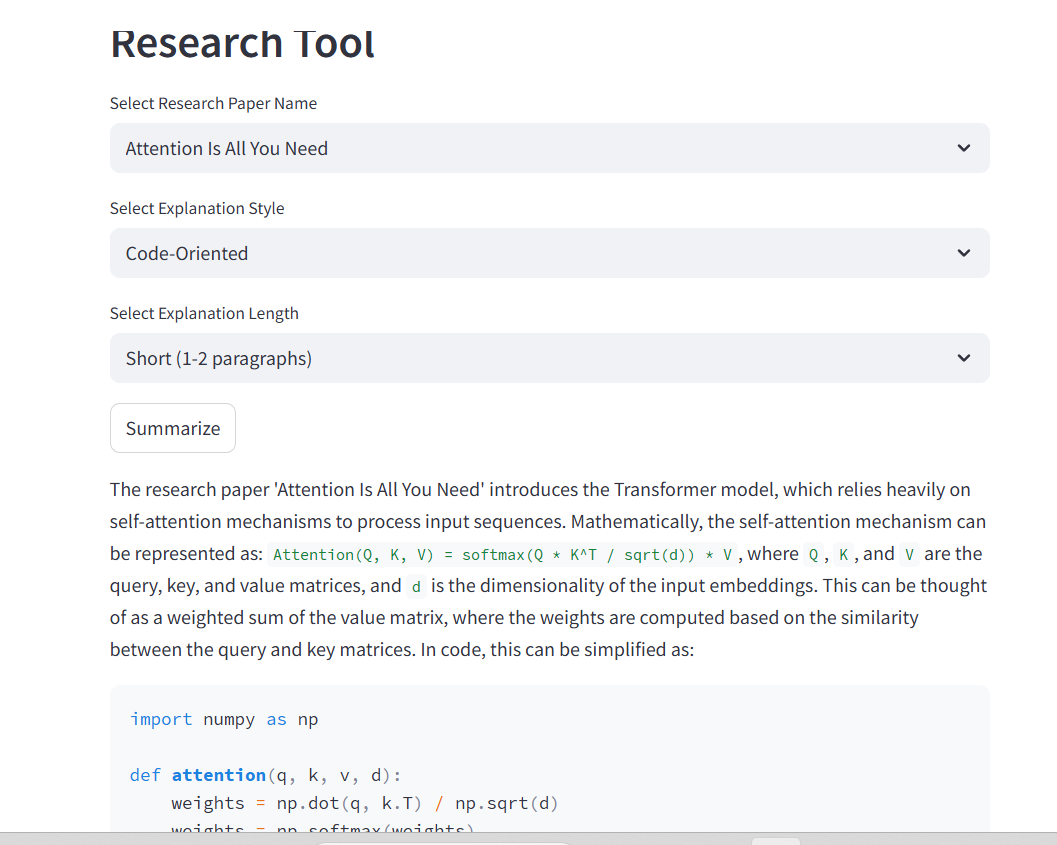 Research Tool
Select Research Paper Name
Attention Is All You Need
Select Explanation Style
Code-Oriented
Select Explanation Length
Short (1-2 paragraphs)
Summarize
The research paper 'Attention Is All You Need' introduces the Transformer model, which relies heavily on
self-attention mechanisms to process input sequences. Mathematically, the self-attention mechanism can
be represented as: Attention(Q, K, V) = softmax(Q * K^T / sqrt(d)) * V , where Q , K , and V are the
query, key, and value matrices, and d is the dimensionality of the input embeddings. This can be thought
of as a weighted sum of the value matrix, where the weights are computed based on the similarity
between the query and key matrices. In code, this can be simplified as:
import numpy as np
def attention(q, k, v, d):
    weights = np.dot(q, k.T) / np.sqrt(d)
    weights = np.softmax(weights)